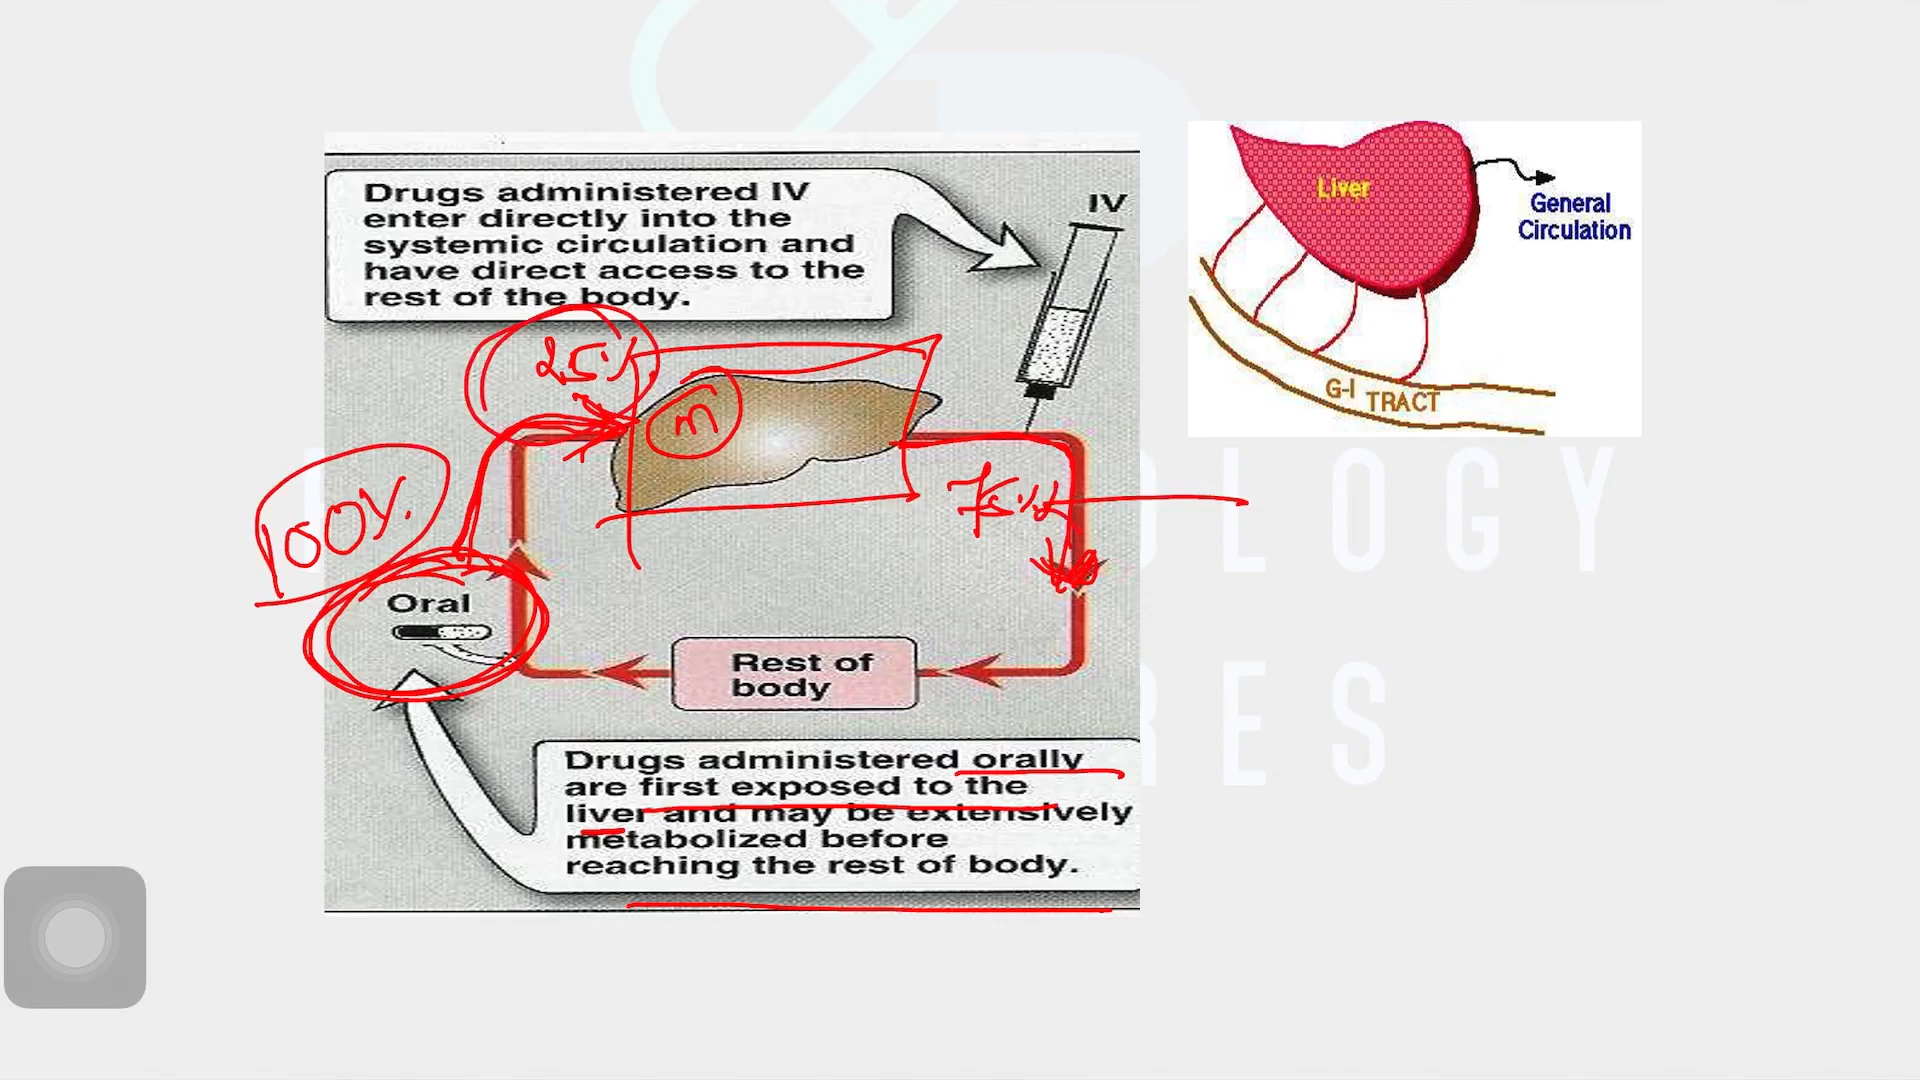 Drugs administered IV
enter directly into the
systemic circulation and
have direct access to the
rest of the body.
IV
Liver
General
Circulation
G-I TRACT
25%
m
100%.
Oral
Rest of
body
Drugs administered orally
are first exposed to the
liver and may be extensively
metabolized before
reaching the rest of body.
OLOGY
RES